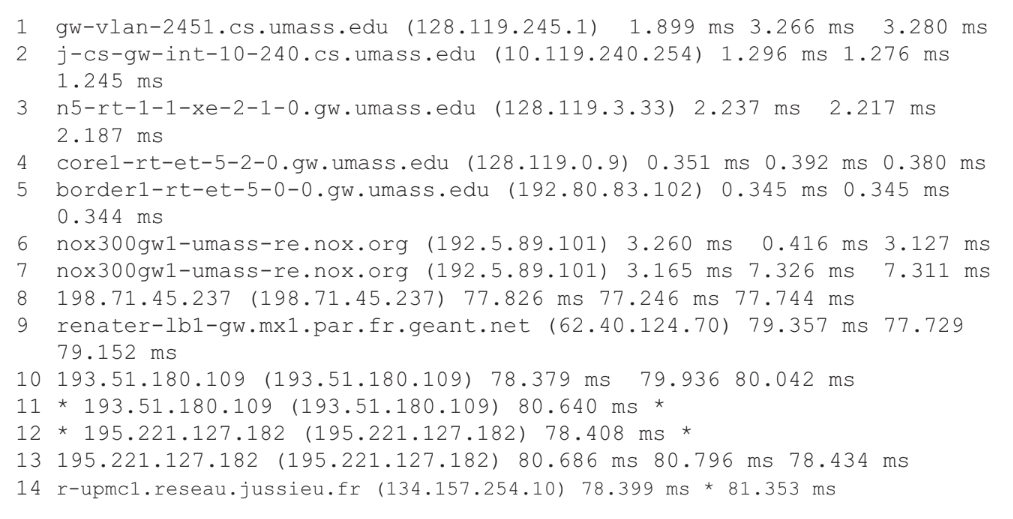 1 gw-vlan-2451.cs.umass.edu (128.119.245.1) 1.899 ms 3.266 ms 3.280 ms
2 j-cs-gw-int-10-240.cs.umass.edu (10.119.240.254) 1.296 ms 1.276 ms
1.245 ms
3 n5-rt-1-1-xe-2-1-0.gw.umass.edu (128.119.3.33) 2.237 ms 2.217 ms
2.187 ms
4 core1-rt-et-5-2-0.gw.umass.edu (128.119.0.9) 0.351 ms 0.392 ms 0.380 ms
5 border1-rt-et-5-0-0.gw.umass.edu (192.80.83.102) 0.345 ms 0.345 ms
0.344 ms
6 nox300gw1-umass-re.nox.org (192.5.89.101) 3.260 ms 0.416 ms 3.127 ms
7 nox300gw1-umass-re.nox.org (192.5.89.101) 3.165 ms 7.326 ms 7.311 ms
8 198.71.45.237 (198.71.45.237) 77.826 ms 77.246 ms 77.744 ms
9 renater-lb1-gw.mx1.par.fr.geant.net (62.40.124.70) 79.357 ms 77.729
79.152 ms
10 193.51.180.109 (193.51.180.109) 78.379 ms 79.936 80.042 ms
11 * 193.51.180.109 (193.51.180.109) 80.640 ms *
12 * 195.221.127.182 (195.221.127.182) 78.408 ms *
13 195.221.127.182 (195.221.127.182) 80.686 ms 80.796 ms 78.434 ms
14 r-upmc1.reseau.jussieu.fr (134.157.254.10) 78.399 ms * 81.353 ms